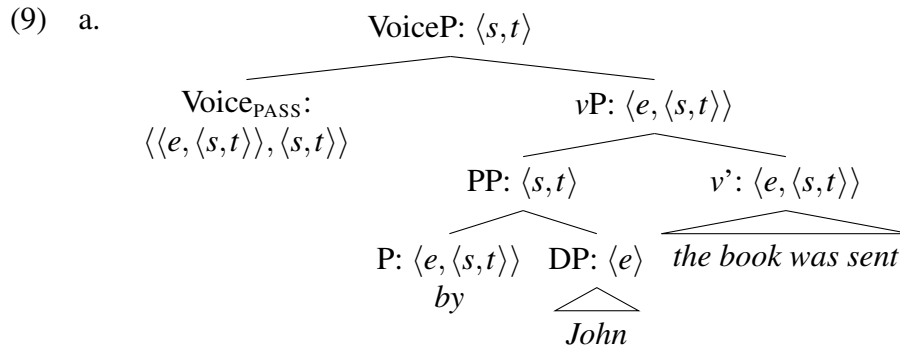 (9) a. VoiceP: ⟨s,t⟩
Voice_PASS: vP: ⟨e,⟨s,t⟩⟩
⟨⟨e,⟨s,t⟩⟩,⟨s,t⟩⟩
PP: ⟨s,t⟩ v’: ⟨e,⟨s,t⟩⟩
P: ⟨e,⟨s,t⟩⟩ DP: ⟨e⟩ the book was sent
by
John